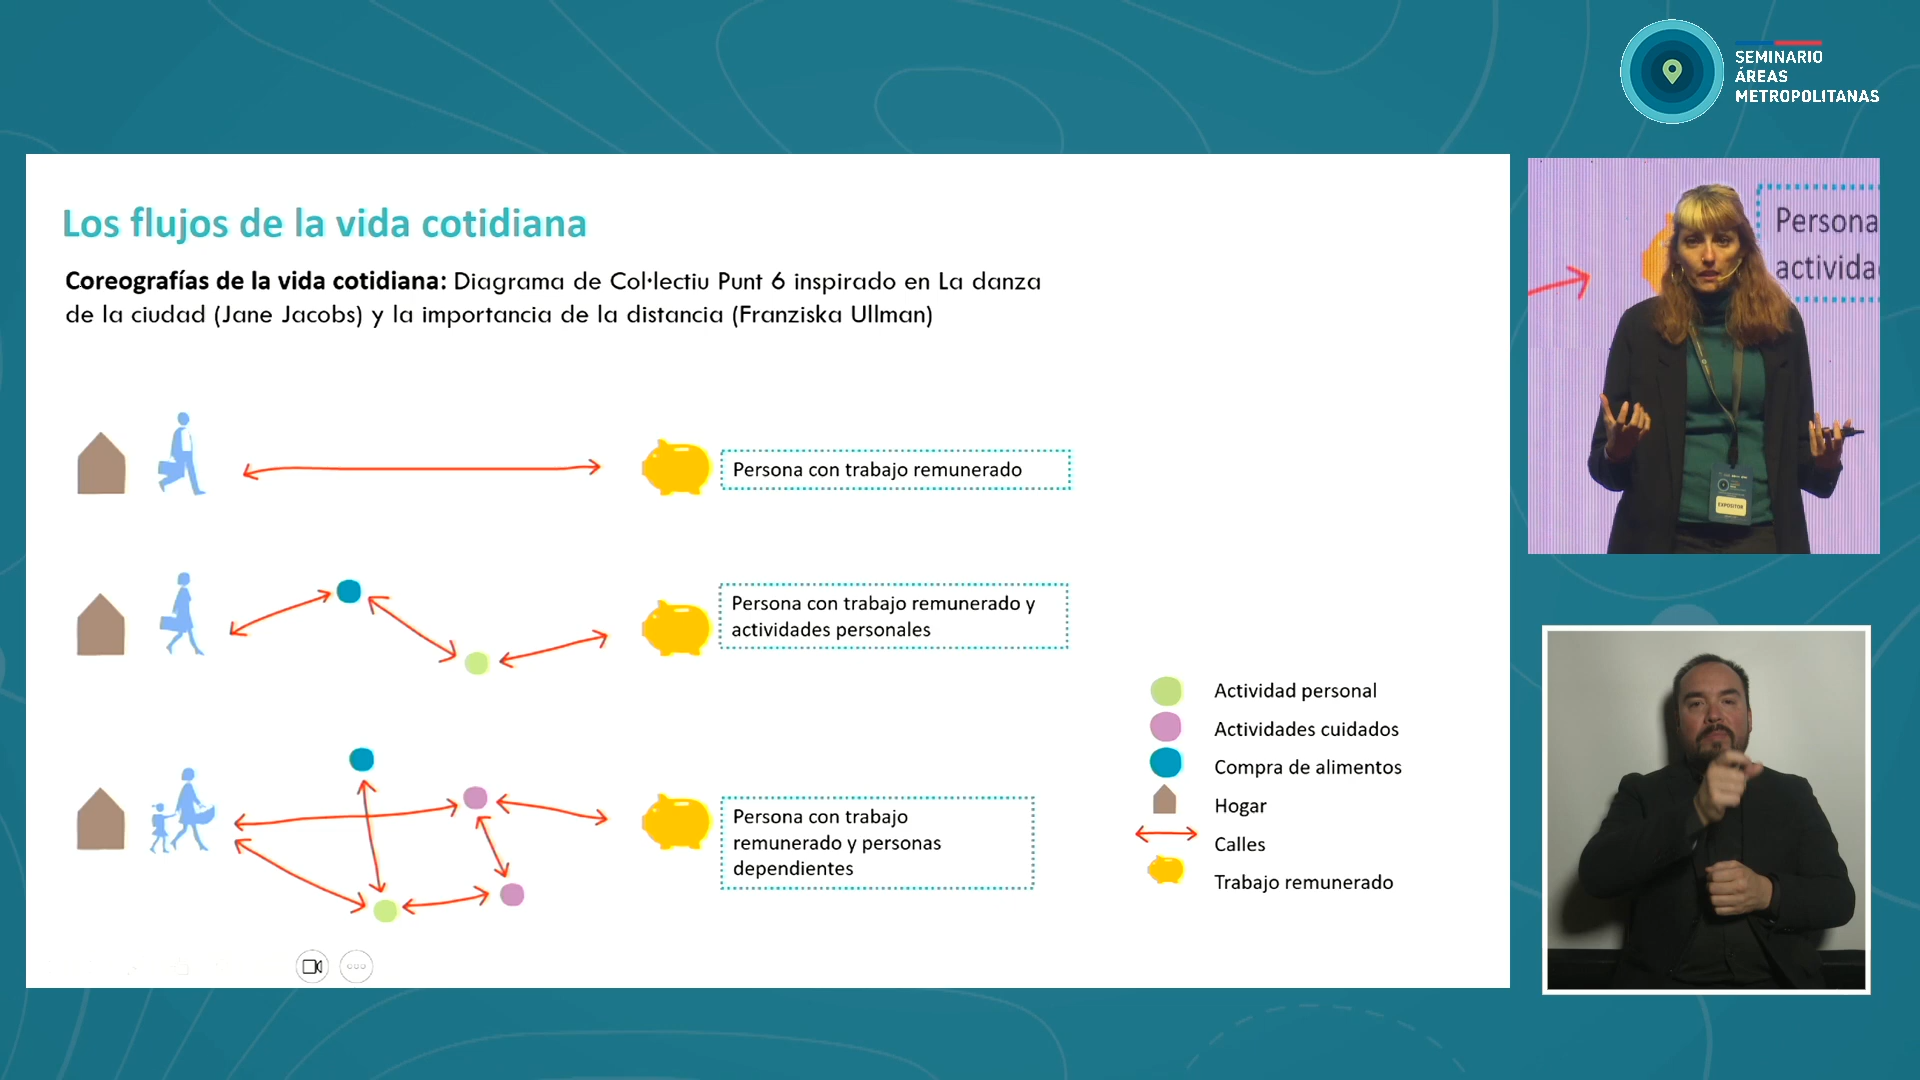 SEMINARIO
ÁREAS
METROPOLITANAS
Los flujos de la vida cotidiana
Coreografías de la vida cotidiana: Diagrama de Col·lectiu Punt 6 inspirado en La danza
de la ciudad (Jane Jacobs) y la importancia de la distancia (Franziska Ullman)
Persona con trabajo remunerado
Persona con trabajo remunerado y
actividades personales
Persona con trabajo
remunerado y personas
dependientes
Actividad personal
Actividades cuidados
Compra de alimentos
Hogar
Calles
Trabajo remunerado
Persona
activida
EXPOSITOR